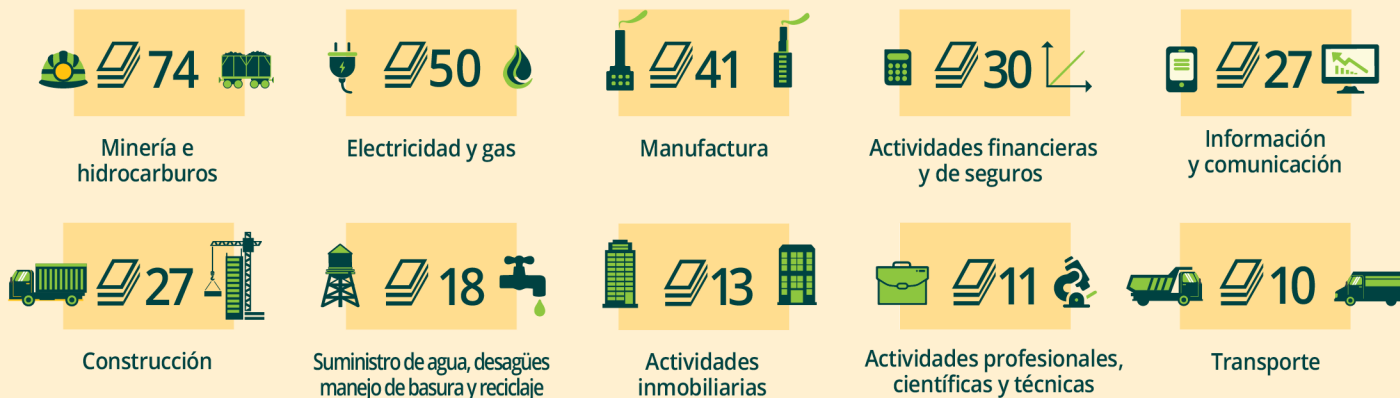 74
50
41
30
27
Minería e
hidrocarburos
Electricidad y gas
Manufactura
Actividades financieras
y de seguros
Información
y comunicación
27
18
13
11
10
Construcción
Suministro de agua, desagües
manejo de basura y reciclaje
Actividades
inmobiliarias
Actividades profesionales,
científicas y técnicas
Transporte